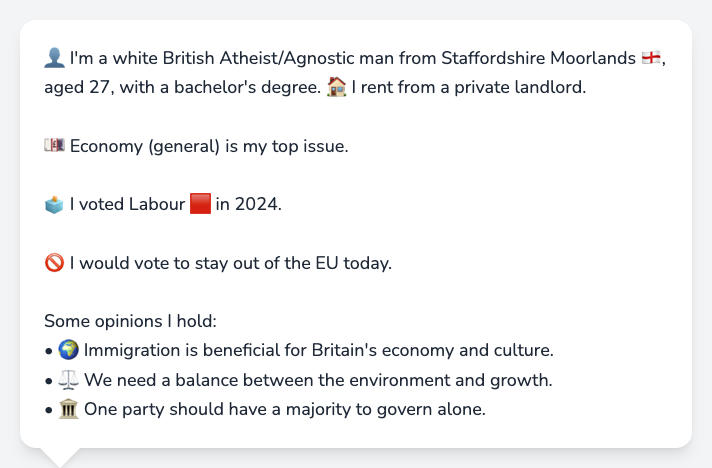 👤 I'm a white British Atheist/Agnostic man from Staffordshire Moorlands 🏴󠁧󠁢󠁥󠁮󠁧󠁿,
aged 27, with a bachelor's degree. 🏠 I rent from a private landlord.
💷 Economy (general) is my top issue.
🗳️ I voted Labour 🟥 in 2024.
🚫 I would vote to stay out of the EU today.
Some opinions I hold:
• 🌍 Immigration is beneficial for Britain's economy and culture.
• ⚖️ We need a balance between the environment and growth.
• 🏛️ One party should have a majority to govern alone.